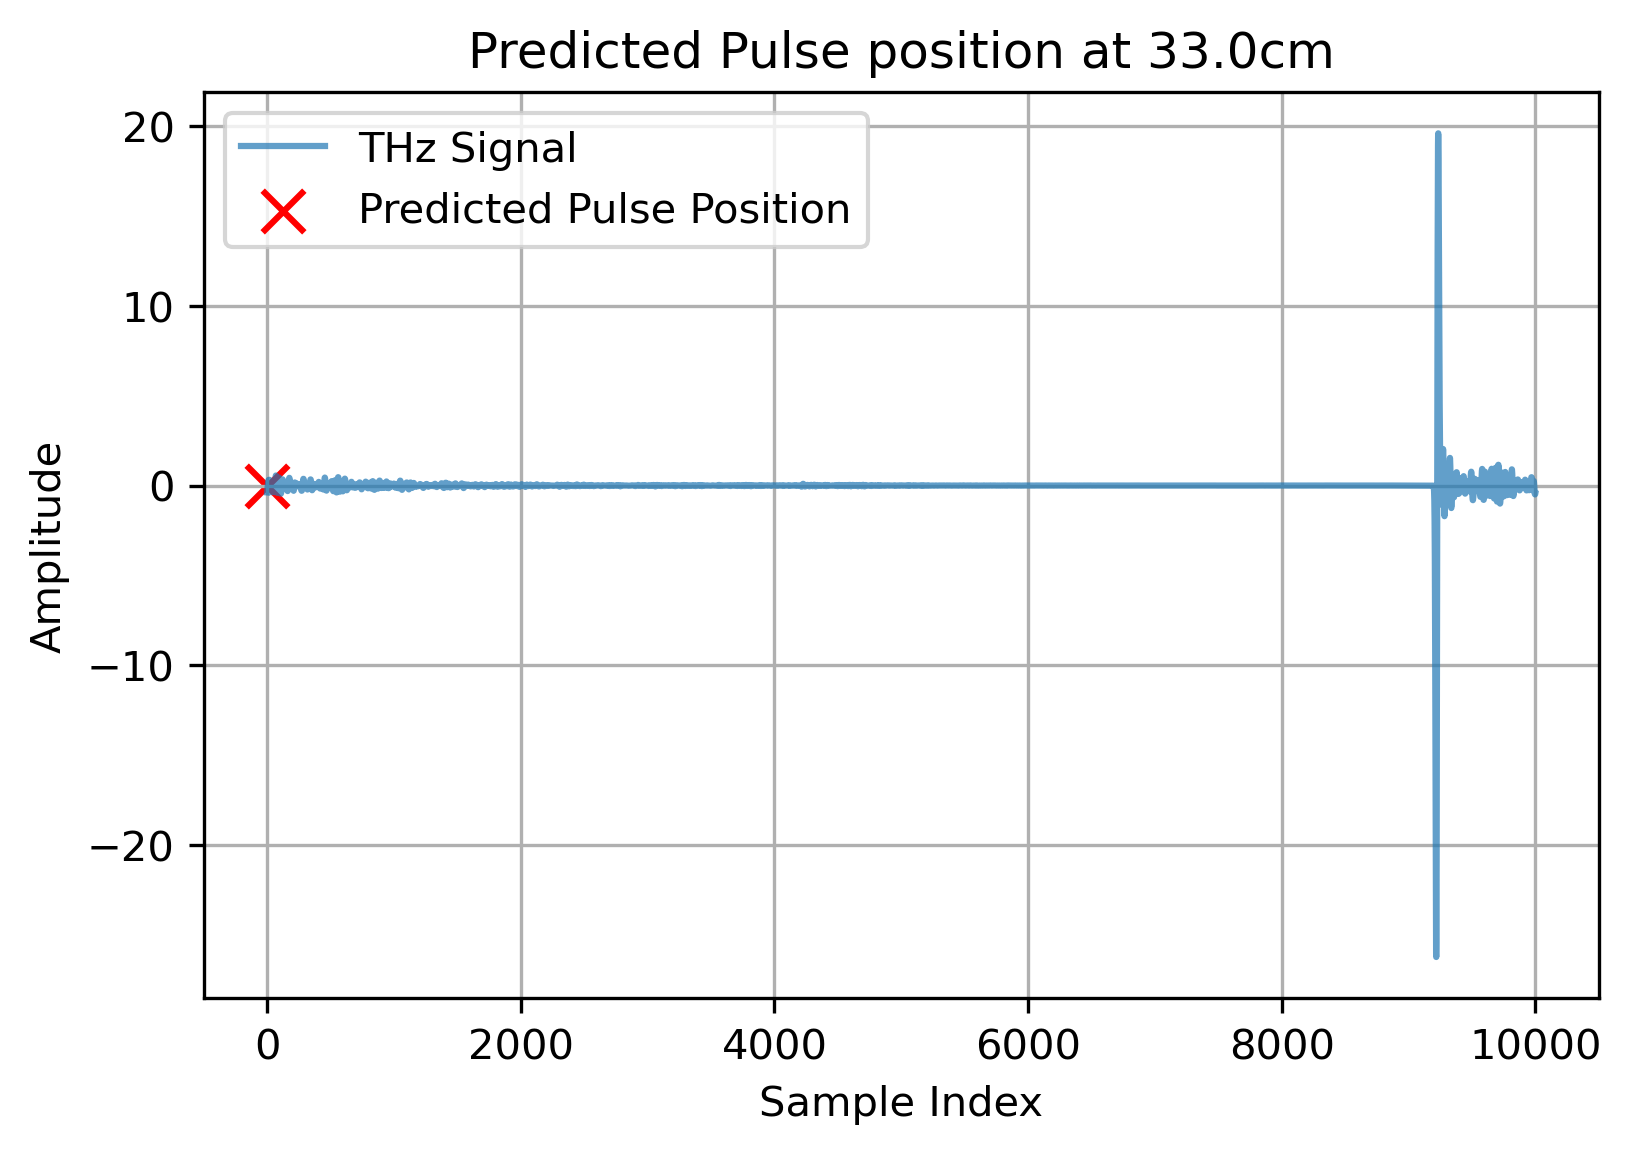 Predicted Pulse position at 33.0cm
THz Signal
Predicted Pulse Position
20
10
0
−10
−20
Amplitude
0 2000 4000 6000 8000 10000
Sample Index